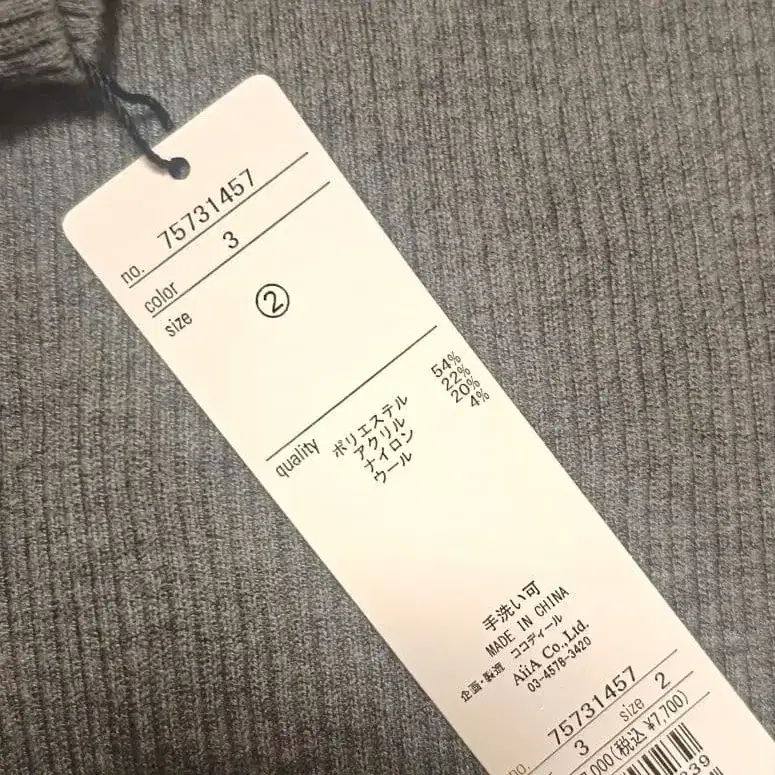 no. 75731457
color 3
size ②
quality ポリエステル 54%
アクリル 22%
ナイロン 20%
ウール 4%
手洗い可
MADE IN CHINA
企画・製造 ココディール
AiiA Co.,Ltd.
03-4578-3420
no. 75731457
3 size 2
,000(税込 ¥7,700)
39